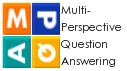 M P
A Q
Multi-
Perspective
Question
Answering